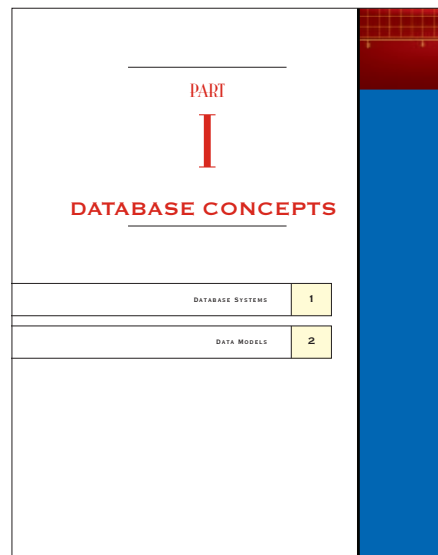 PART
I
DATABASE CONCEPTS
DATABASE SYSTEMS 1
DATA MODELS 2